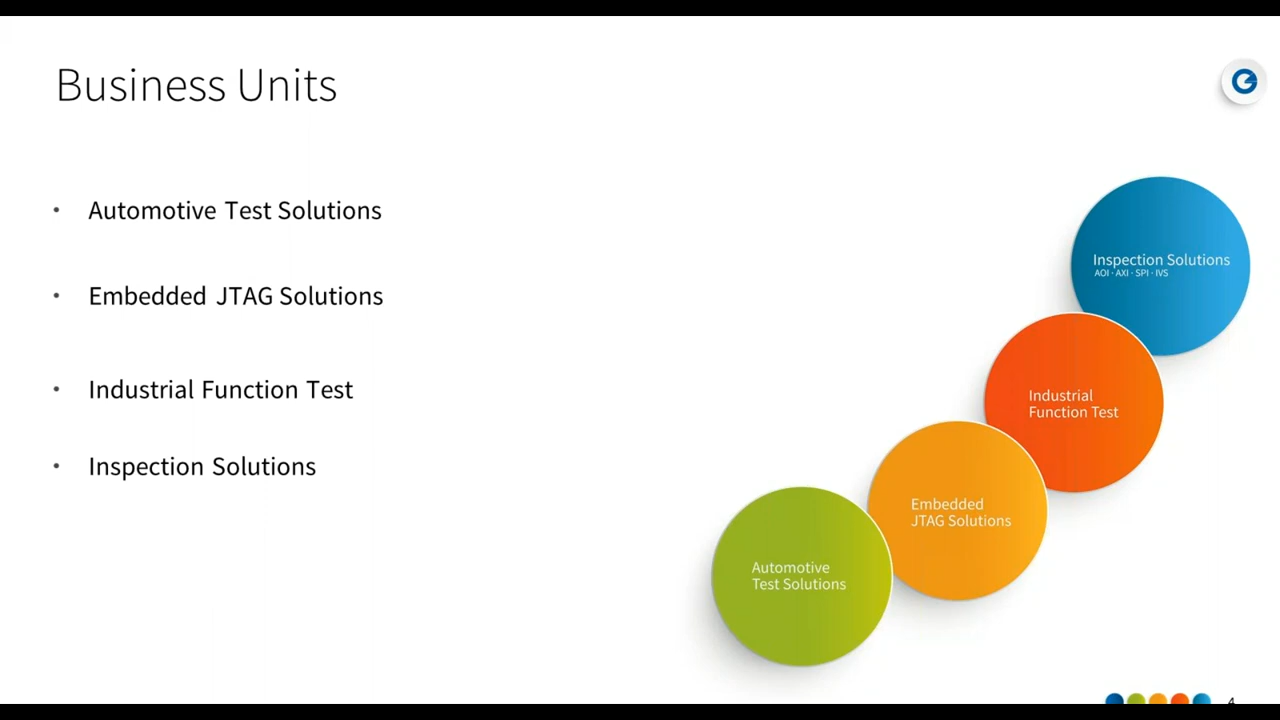 Business Units
• Automotive Test Solutions
• Embedded JTAG Solutions
• Industrial Function Test
• Inspection Solutions
Inspection Solutions
AOI · AXI · SPI · IVS
Industrial
Function Test
Embedded
JTAG Solutions
Automotive
Test Solutions
4